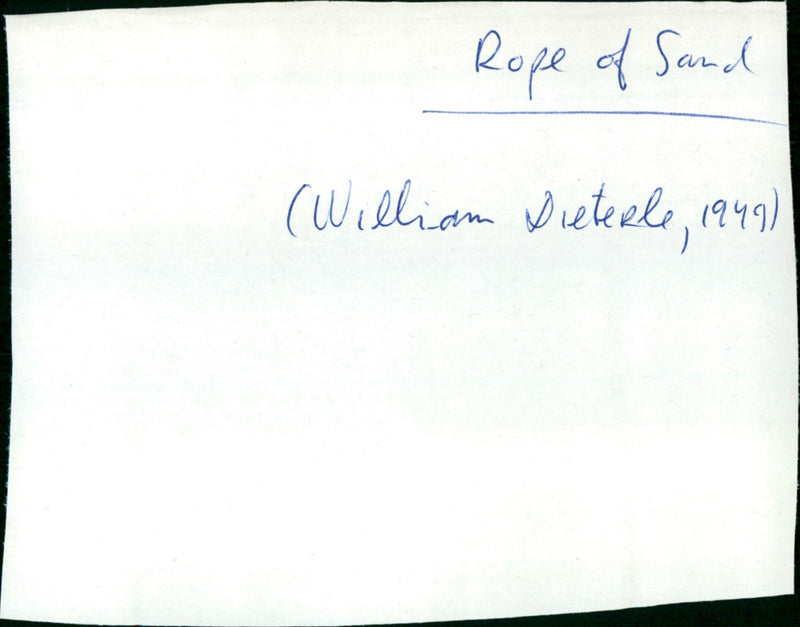 Rope of Sand
(William Dieterle, 1949)